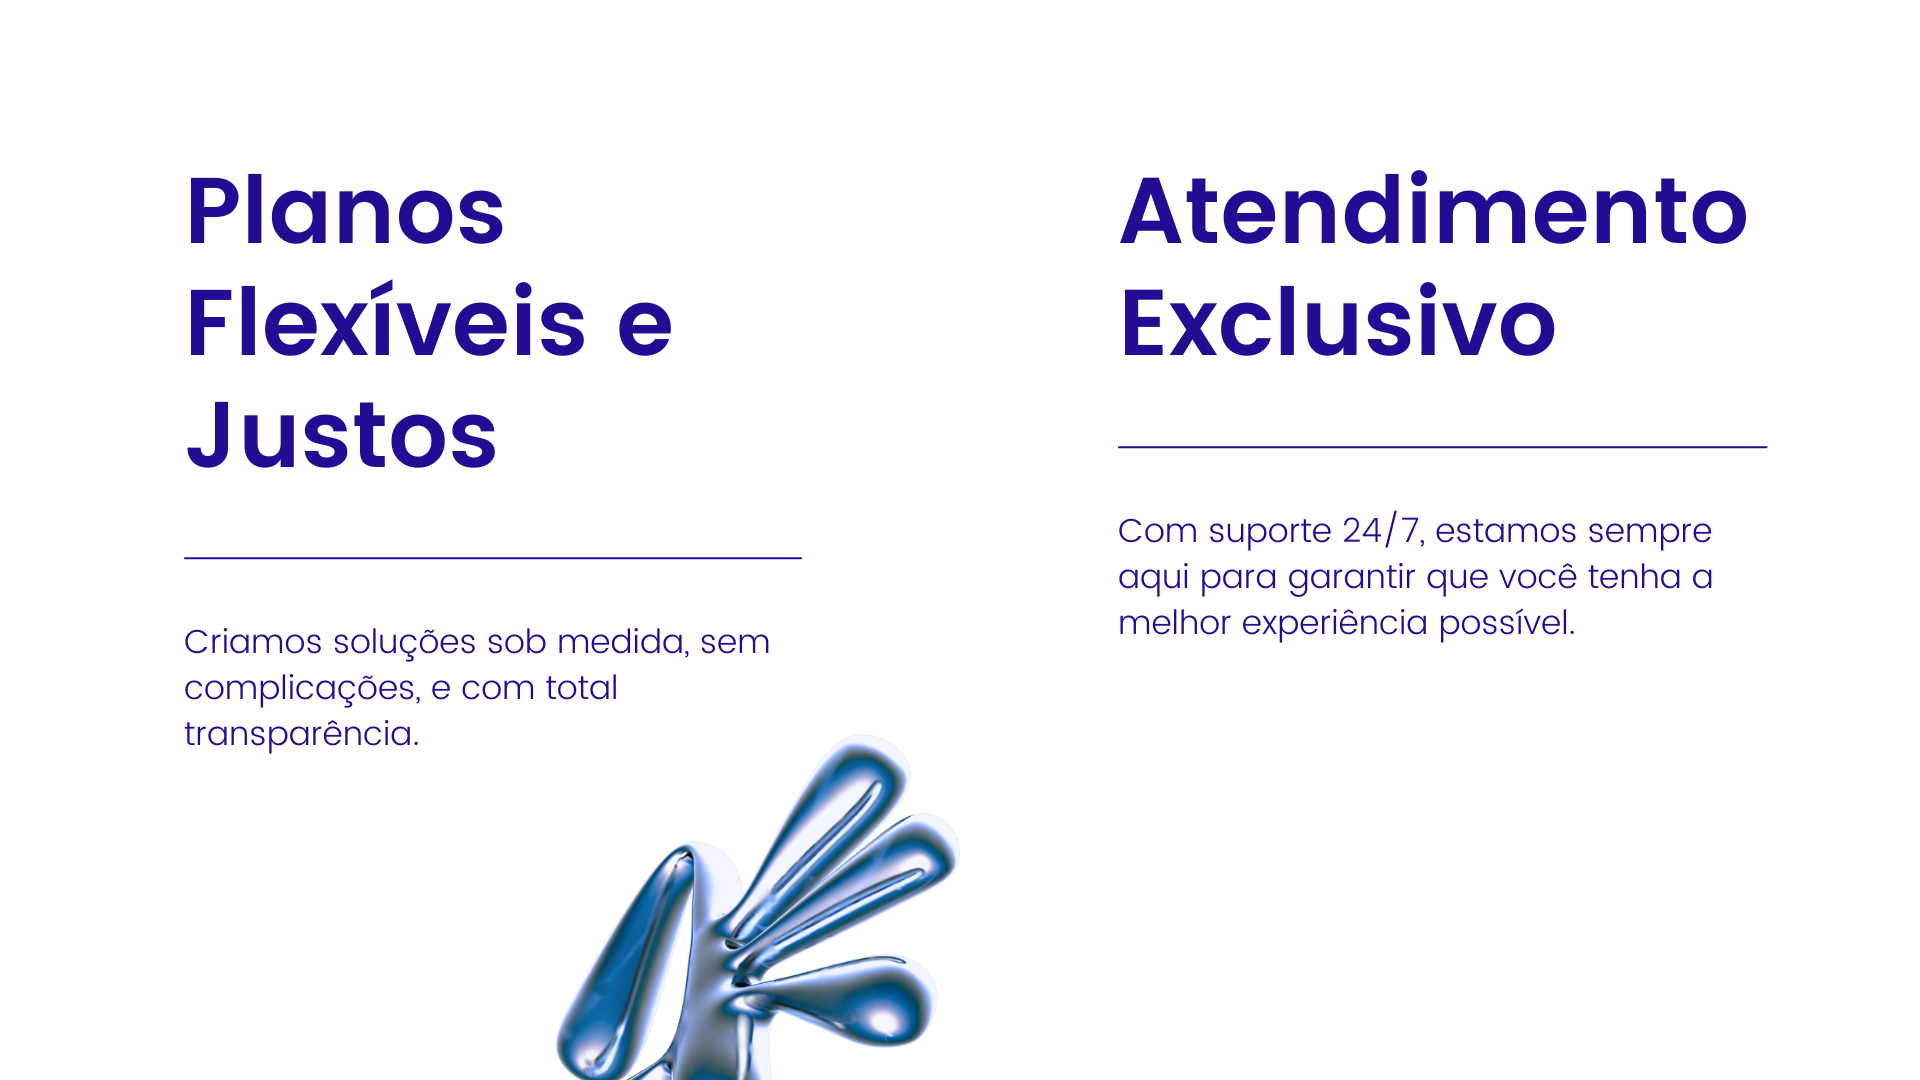 Planos
Flexíveis e
Justos
Criamos soluções sob medida, sem
complicações, e com total
transparência.
Atendimento
Exclusivo
Com suporte 24/7, estamos sempre
aqui para garantir que você tenha a
melhor experiência possível.